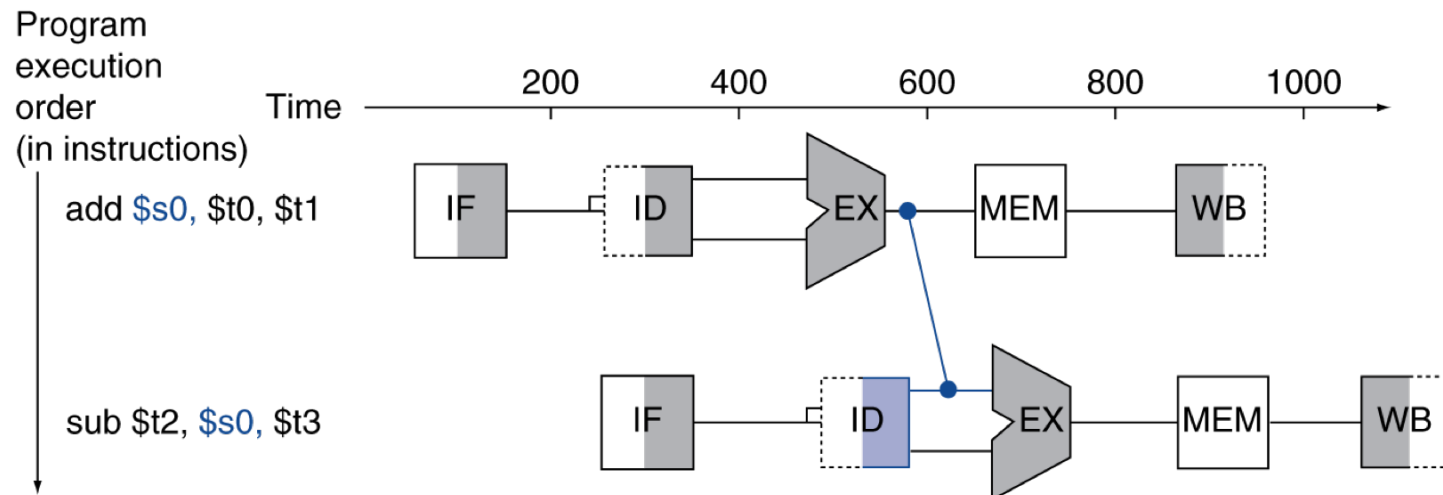 Program
execution
order
(in instructions)
Time
200 400 600 800 1000
add $s0, $t0, $t1
IF ID EX MEM WB
sub $t2, $s0, $t3
IF ID EX MEM WB